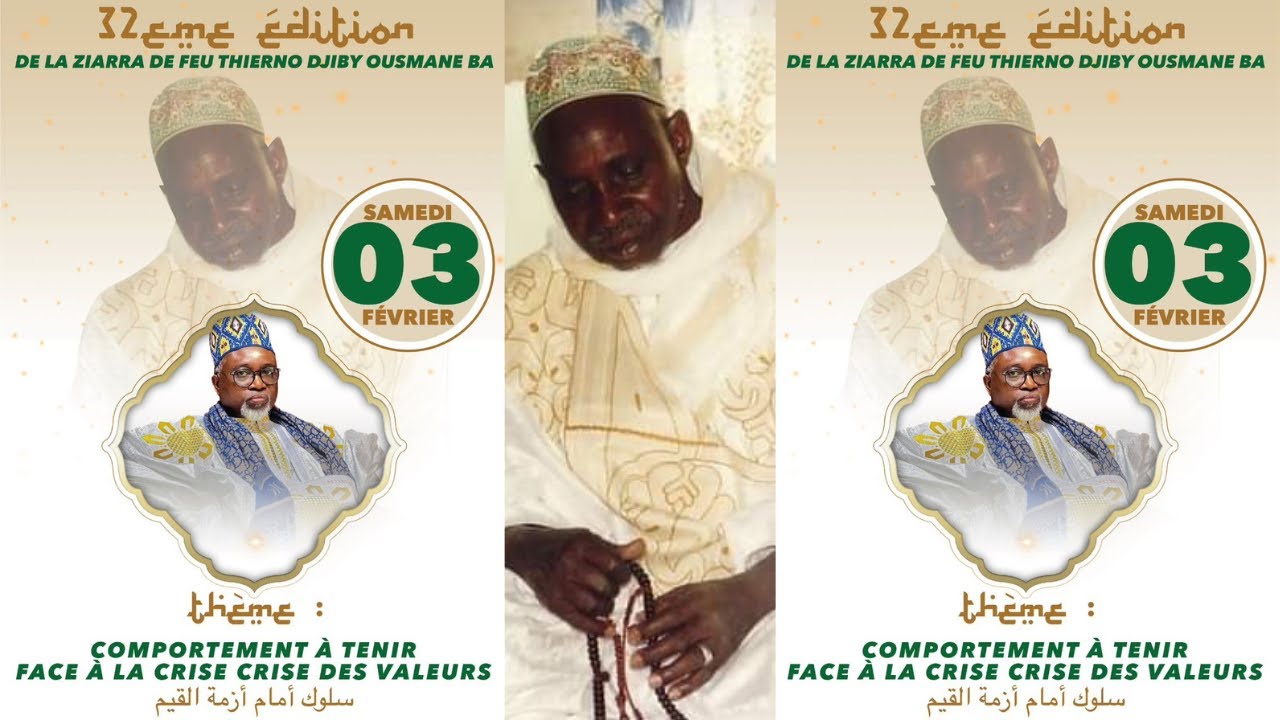 32eme édition
DE LA ZIARRA DE FEU THIERNO DJIBY OUSMANE BA
SAMEDI
03
FÉVRIER
thème :
COMPORTEMENT À TENIR
FACE À LA CRISE CRISE DES VALEURS
سلوك أمام أزمة القيم
32eme édition
DE LA ZIARRA DE FEU THIERNO DJIBY OUSMANE BA
SAMEDI
03
FÉVRIER
thème :
COMPORTEMENT À TENIR
FACE À LA CRISE CRISE DES VALEURS
سلوك أمام أزمة القيم